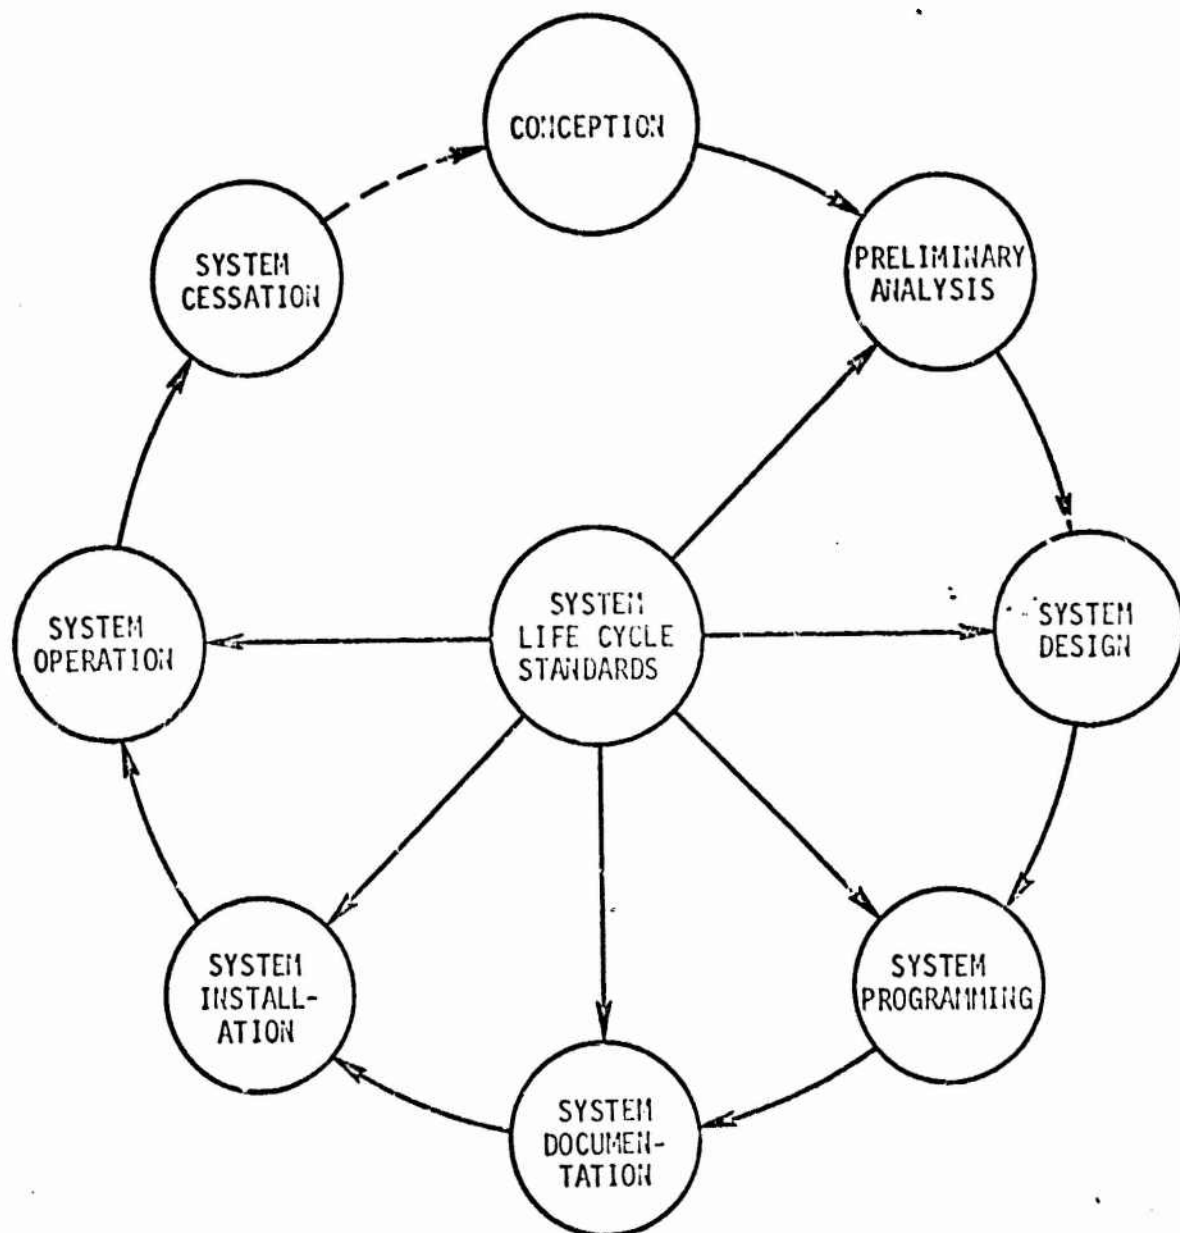 CONCEPTION
PRELIMINARY
ANALYSIS
SYSTEM
DESIGN
SYSTEM
PROGRAMMING
SYSTEM
DOCUMEN-
TATION
SYSTEM
INSTALL-
ATION
SYSTEM
OPERATION
SYSTEM
CESSATION
SYSTEM
LIFE CYCLE
STANDARDS